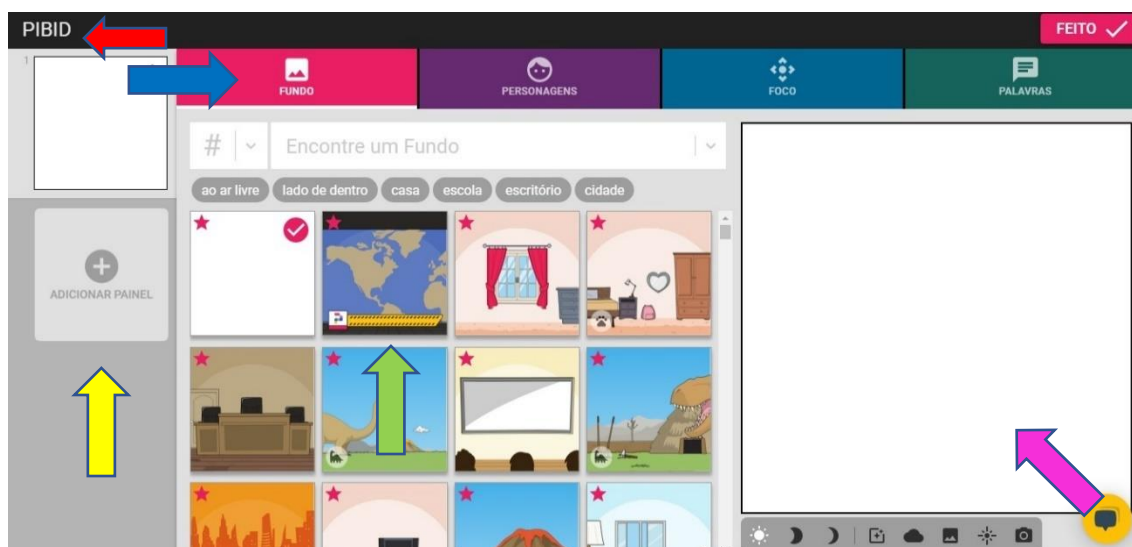 PIBID
FEITO
1
FUNDO
PERSONAGENS
FOCO
PALAVRAS
# Encontre um Fundo
ao ar livre lado de dentro casa escola escritório cidade
ADICIONAR PAINEL